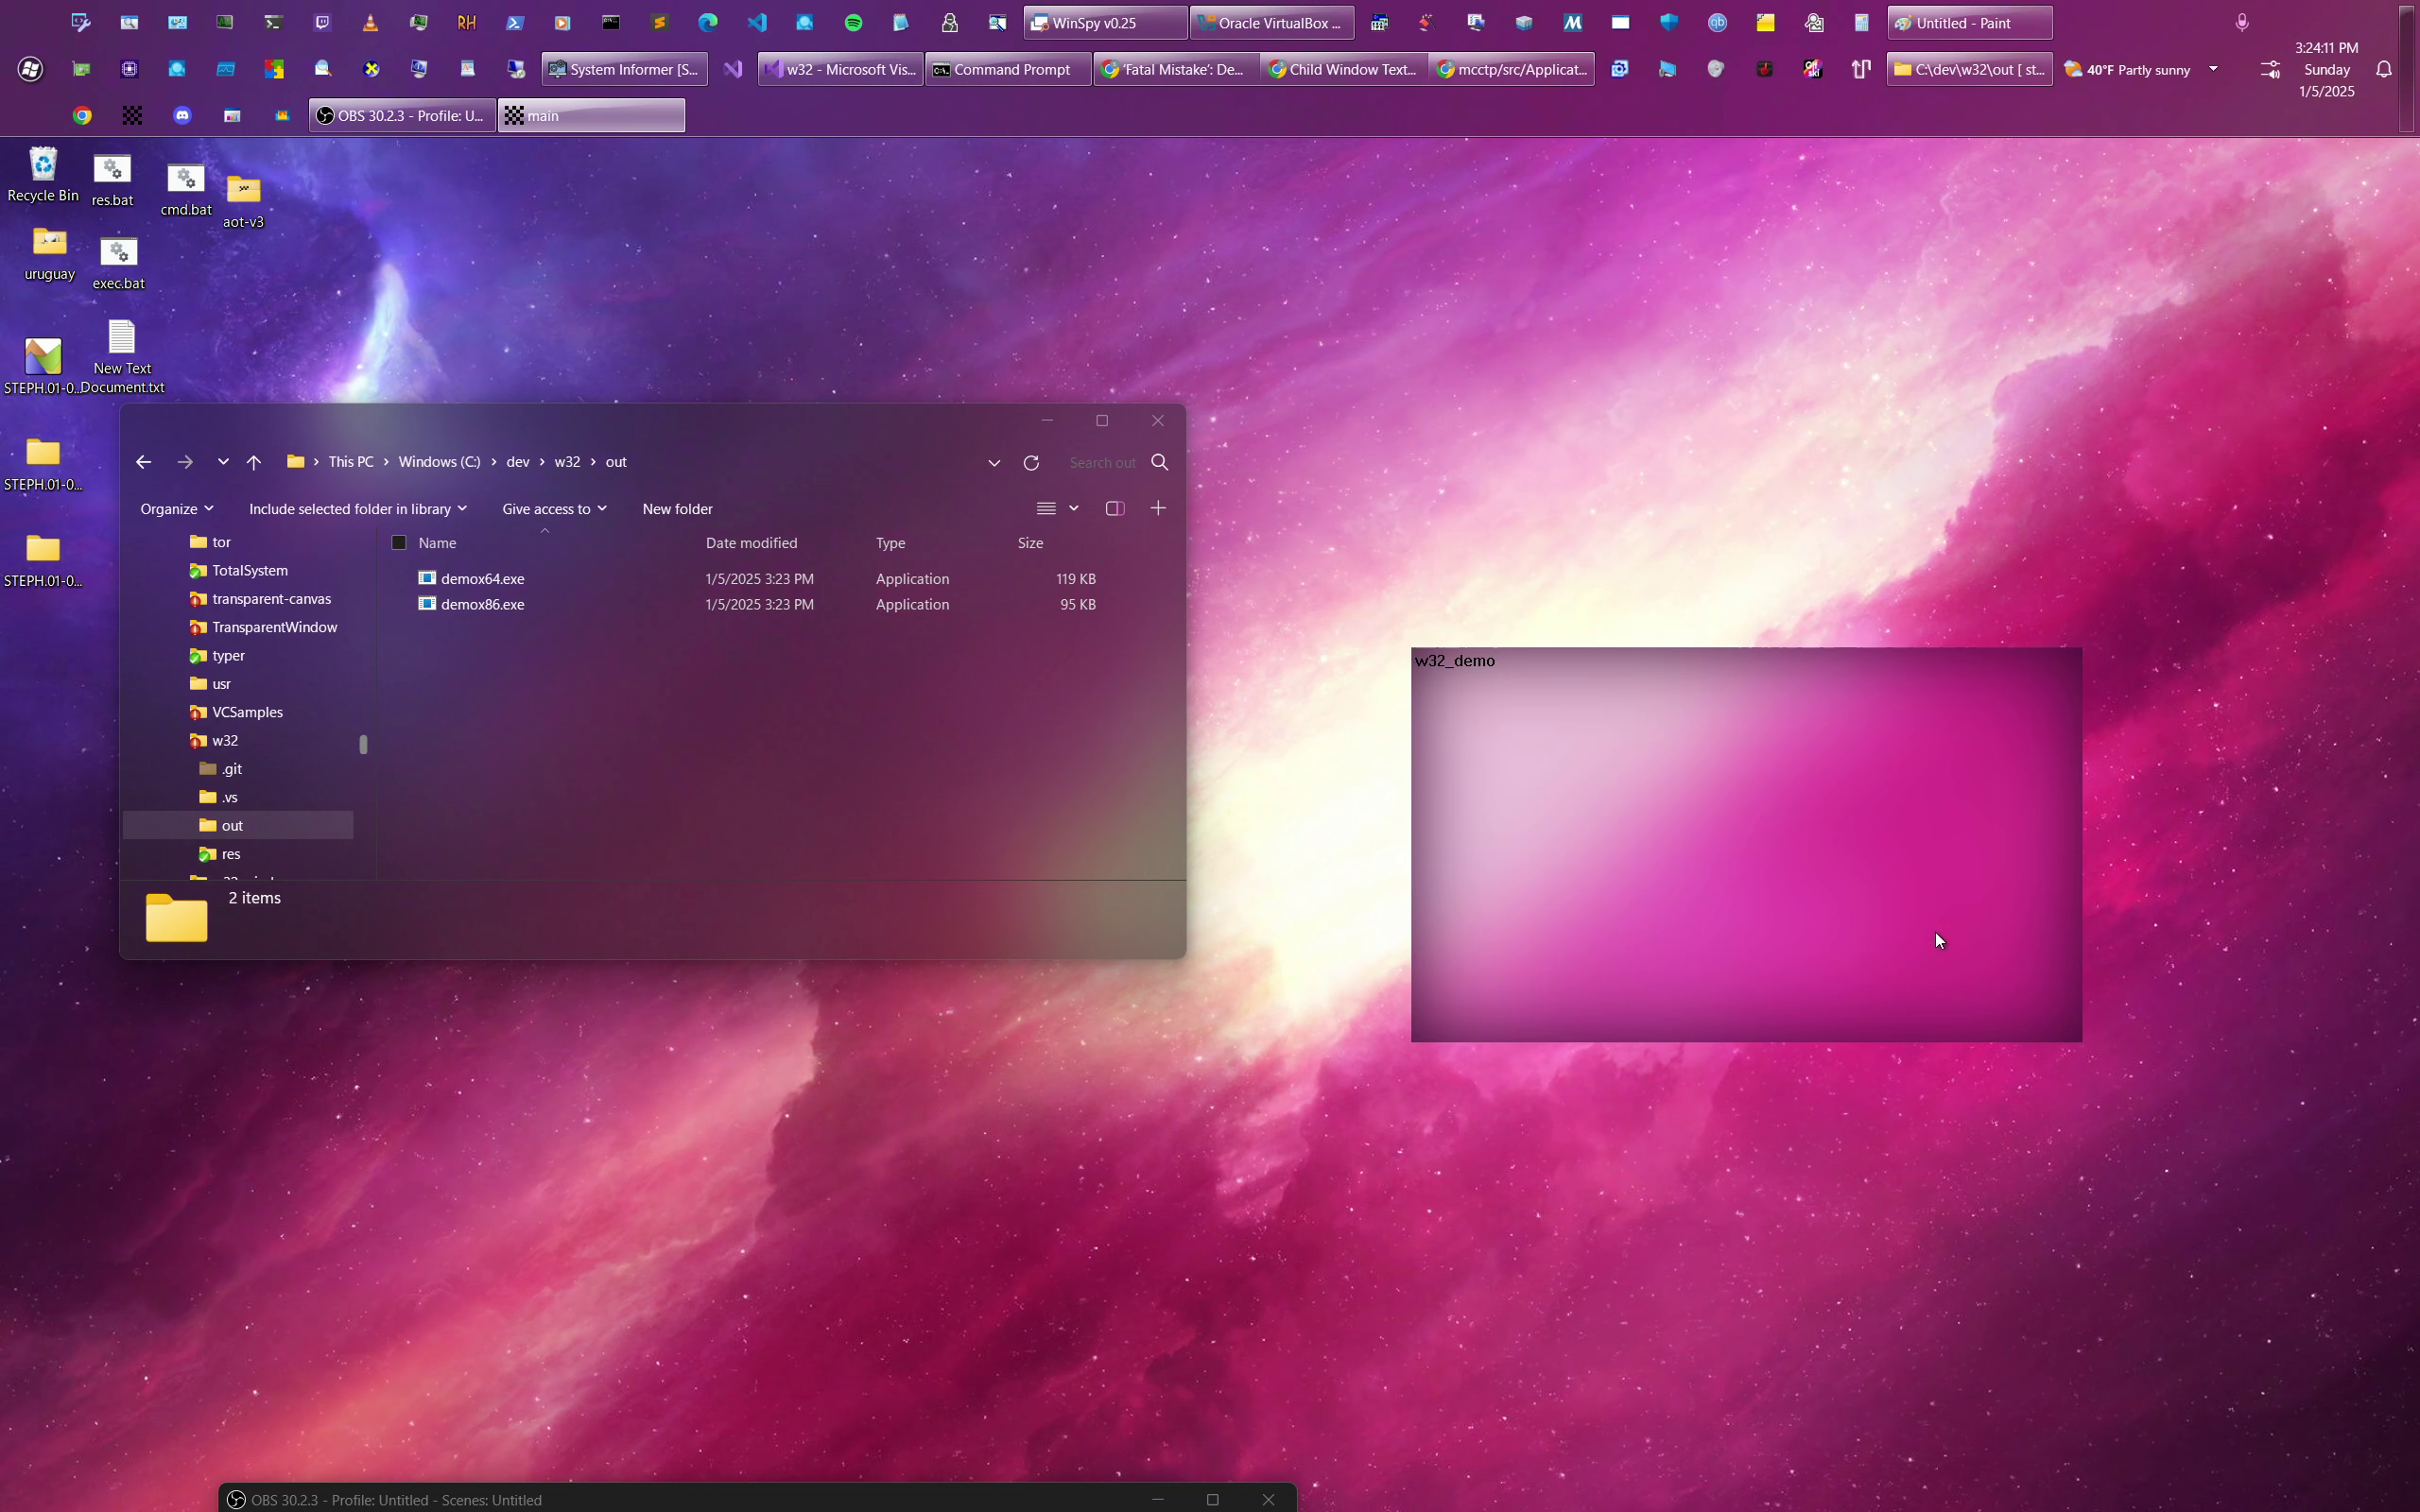 WinSpy v0.25
Oracle VirtualBox ...
Untitled - Paint
System Informer [S...
w32 - Microsoft Vis...
Command Prompt
'Fatal Mistake': De...
Child Window Text...
mcctp/src/Applicat...
C:\dev\w32\out [ st...
40°F Partly sunny
3:24:11 PM
Sunday
1/5/2025
OBS 30.2.3 - Profile: U...
main
Recycle Bin
res.bat
cmd.bat
aot-v3
uruguay
exec.bat
STEPH.01-0...
New Text
Document.txt
STEPH.01-0...
STEPH.01-0...
This PC > Windows (C:) > dev > w32 > out
Search out
Organize
Include selected folder in library
Give access to
New folder
Name
Date modified
Type
Size
demox64.exe 1/5/2025 3:23 PM Application 119 KB
demox86.exe 1/5/2025 3:23 PM Application 95 KB
tor
TotalSystem
transparent-canvas
TransparentWindow
typer
usr
VCSamples
w32
.git
.vs
out
res
2 items
w32_demo
OBS 30.2.3 - Profile: Untitled - Scenes: Untitled